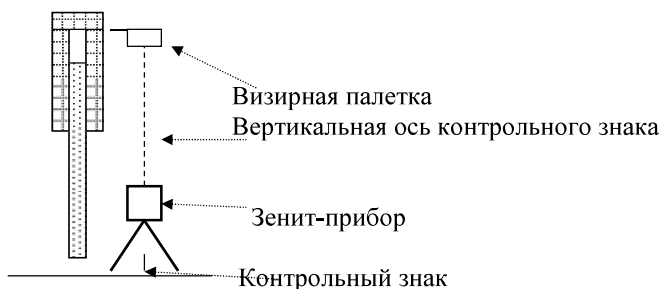 Визирная палетка
Вертикальная ось контрольного знака
Зенит-прибор
Контрольный знак